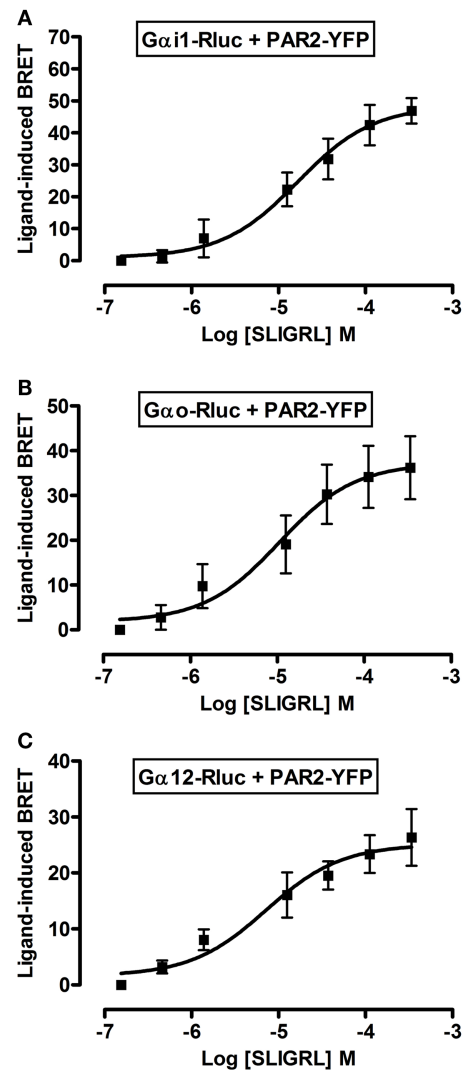 A
Gαi1-Rluc + PAR2-YFP
Ligand-induced BRET
70
60
50
40
30
20
10
0
-7 -6 -5 -4 -3
Log [SLIGRL] M
B
Gαo-Rluc + PAR2-YFP
Ligand-induced BRET
50
40
30
20
10
0
-7 -6 -5 -4 -3
Log [SLIGRL] M
C
Gα12-Rluc + PAR2-YFP
Ligand-induced BRET
40
30
20
10
0
-7 -6 -5 -4 -3
Log [SLIGRL] M